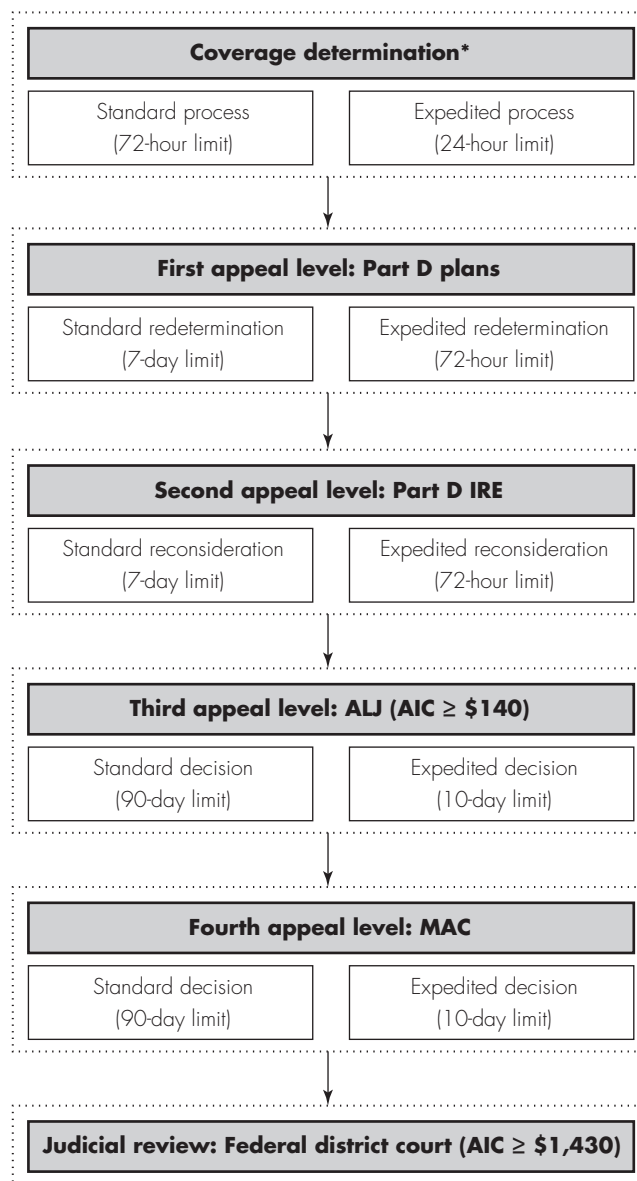 Coverage determination*
Standard process
(72-hour limit)
Expedited process
(24-hour limit)
First appeal level: Part D plans
Standard redetermination
(7-day limit)
Expedited redetermination
(72-hour limit)
Second appeal level: Part D IRE
Standard reconsideration
(7-day limit)
Expedited reconsideration
(72-hour limit)
Third appeal level: ALJ (AIC ≥ $140)
Standard decision
(90-day limit)
Expedited decision
(10-day limit)
Fourth appeal level: MAC
Standard decision
(90-day limit)
Expedited decision
(10-day limit)
Judicial review: Federal district court (AIC ≥ $1,430)